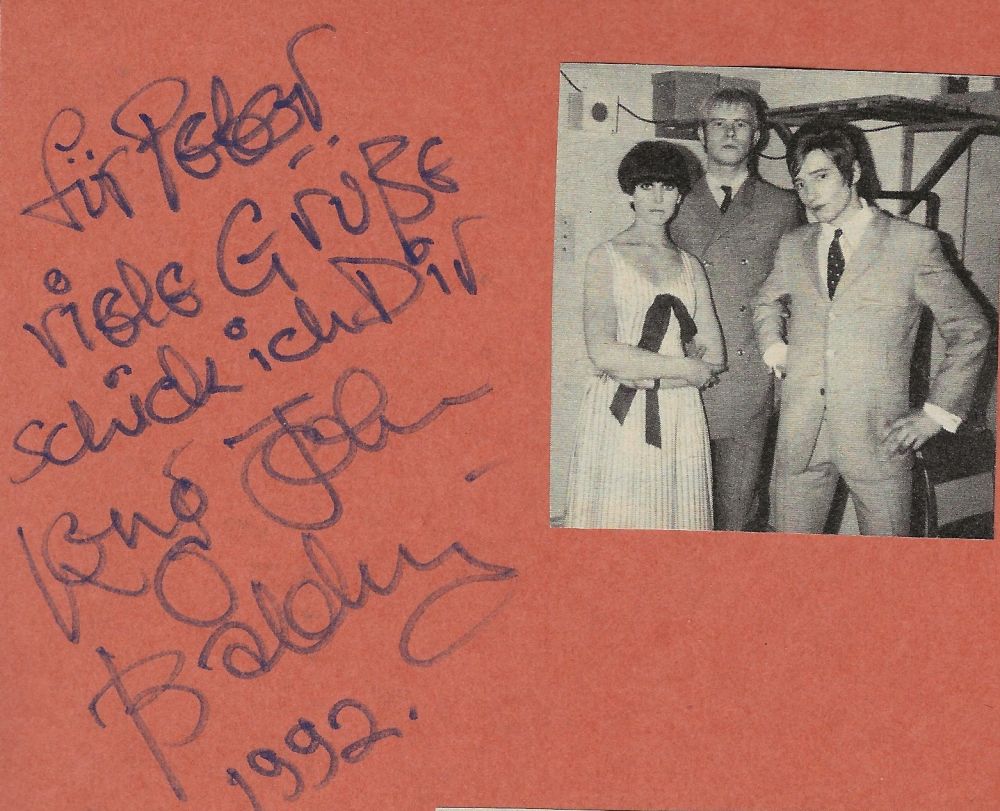 für Peter
viele Grüße
schick ich Dir
Long John
Baldry
1992.